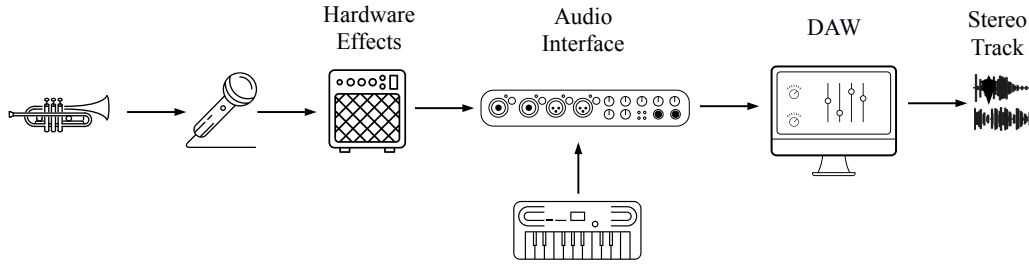 Hardware
Effects
Audio
Interface
DAW
Stereo
Track